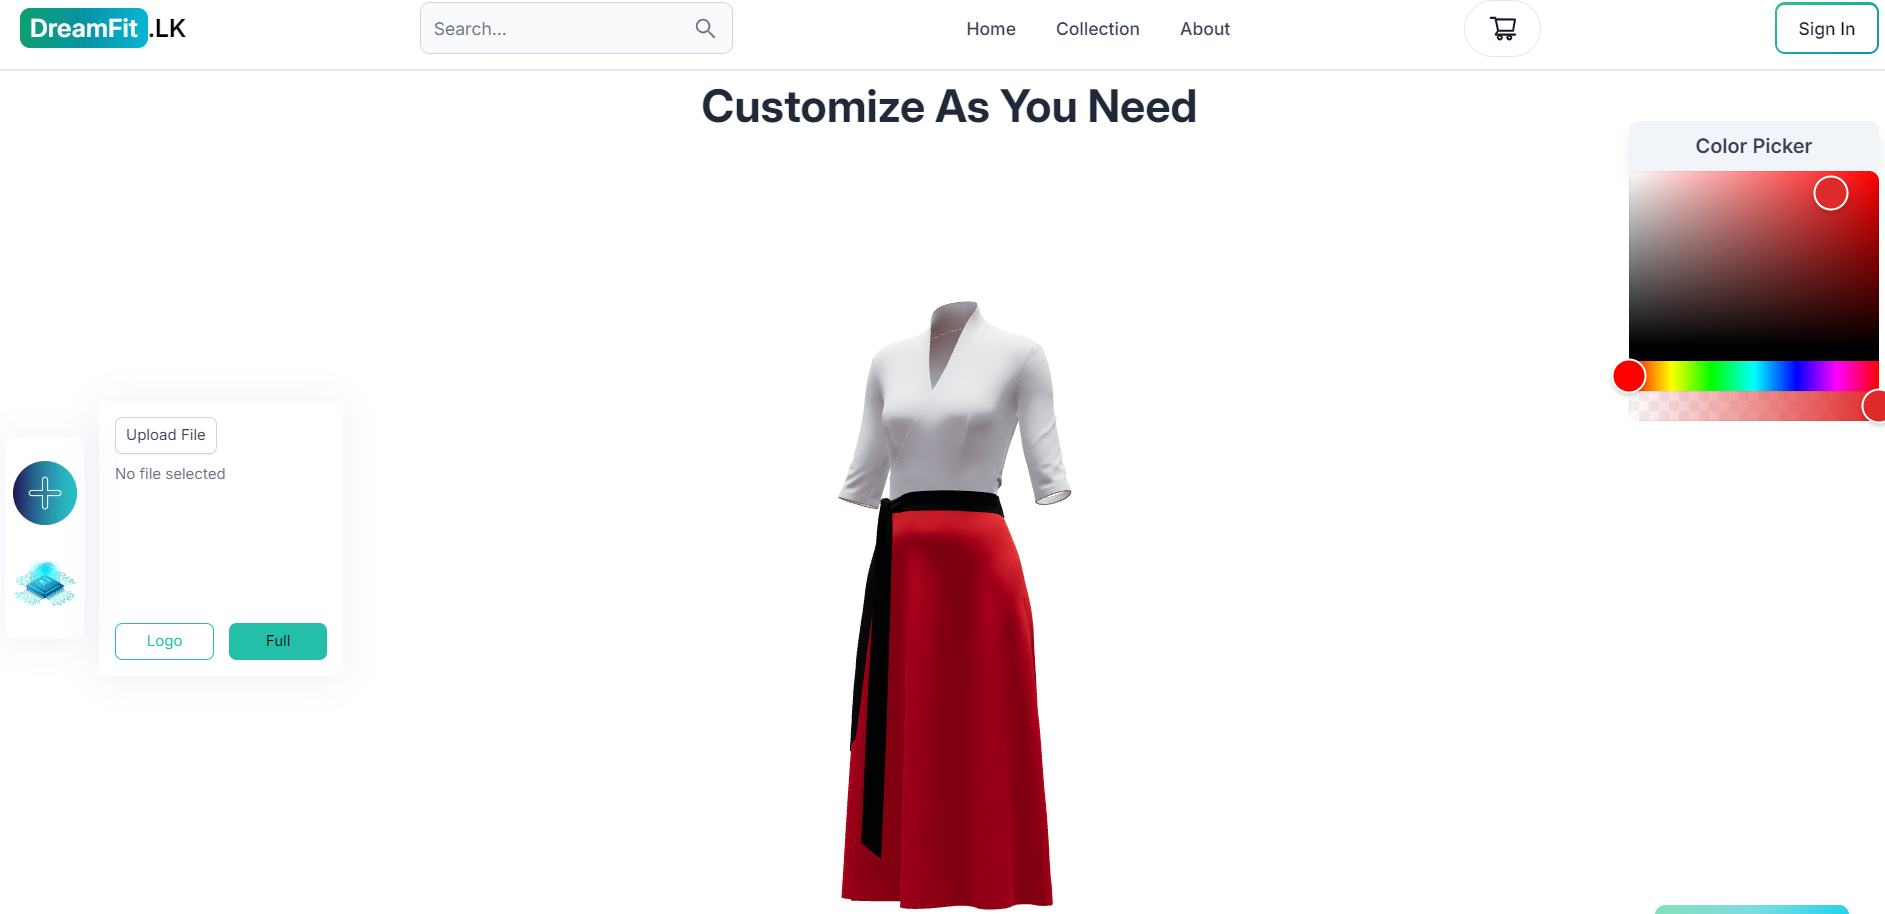 DreamFit.LK
Search...
Home
Collection
About
Sign In
Customize As You Need
Color Picker
Upload File
No file selected
Logo
Full